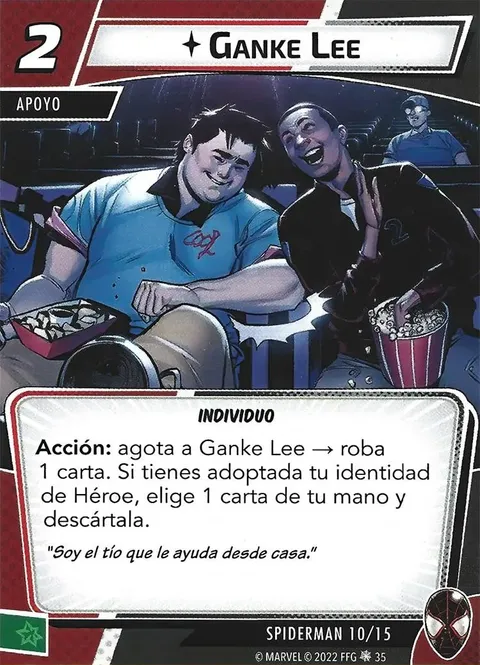 2
GANKE LEE
APOYO
COOL
2
INDIVIDUO
Acción: agota a Ganke Lee → roba
1 carta. Si tienes adoptada tu identidad
de Héroe, elige 1 carta de tu mano y
descártala.
"Soy el tío que le ayuda desde casa."
SPIDERMAN 10/15
© MARVEL © 2022 FFG 35